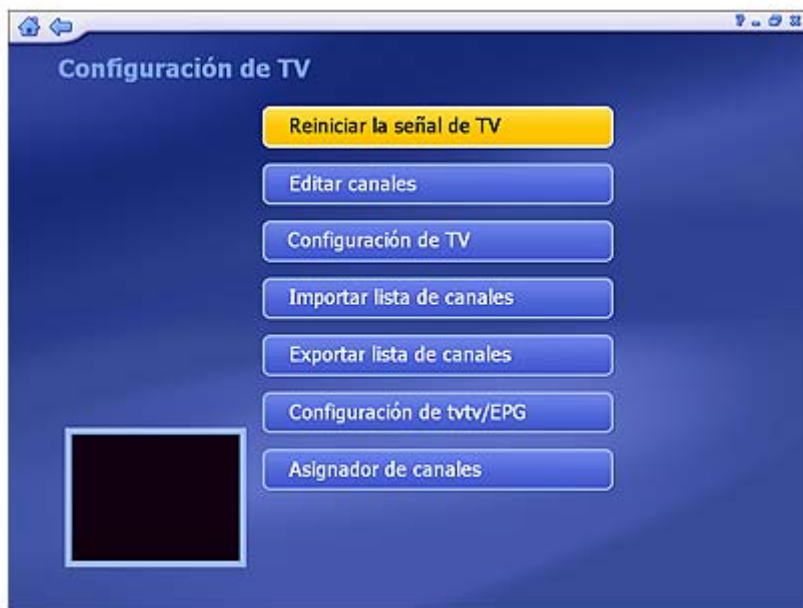 Configuración de TV
Reiniciar la señal de TV
Editar canales
Configuración de TV
Importar lista de canales
Exportar lista de canales
Configuración de tvtv/EPG
Asignador de canales